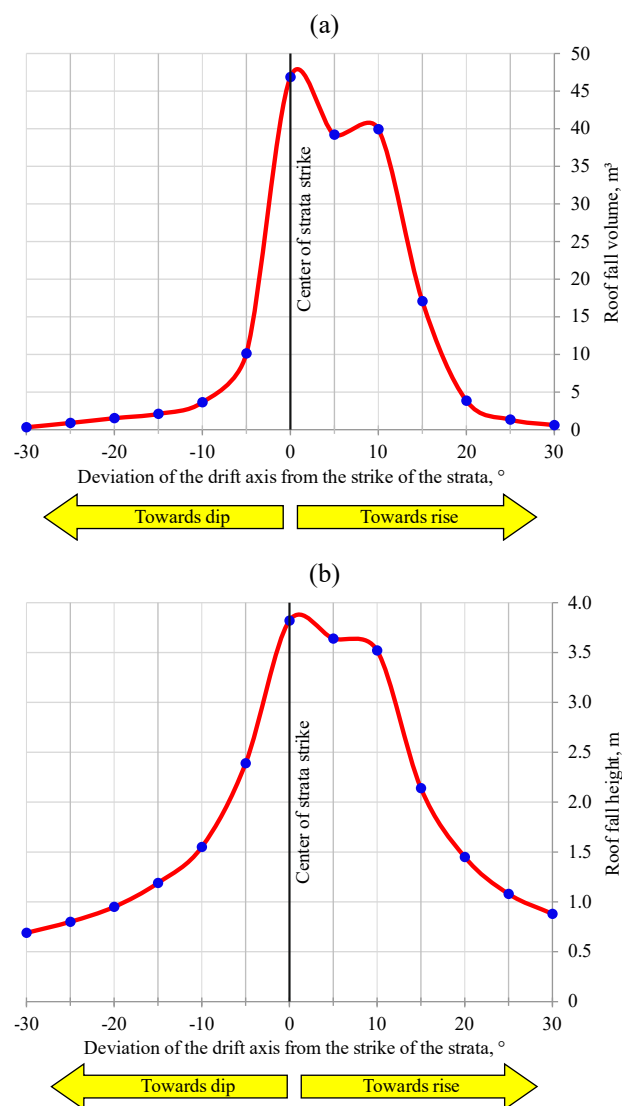 (a)
50
45
40
35
30
25
20
15
10
5
0
Roof fall volume, m³
Center of strata strike
-30 -20 -10 0 10 20 30
Deviation of the drift axis from the strike of the strata, °
Towards dip Towards rise
(b)
4.0
3.5
3.0
2.5
2.0
1.5
1.0
0.5
0
Roof fall height, m
Center of strata strike
-30 -20 -10 0 10 20 30
Deviation of the drift axis from the strike of the strata, °
Towards dip Towards rise